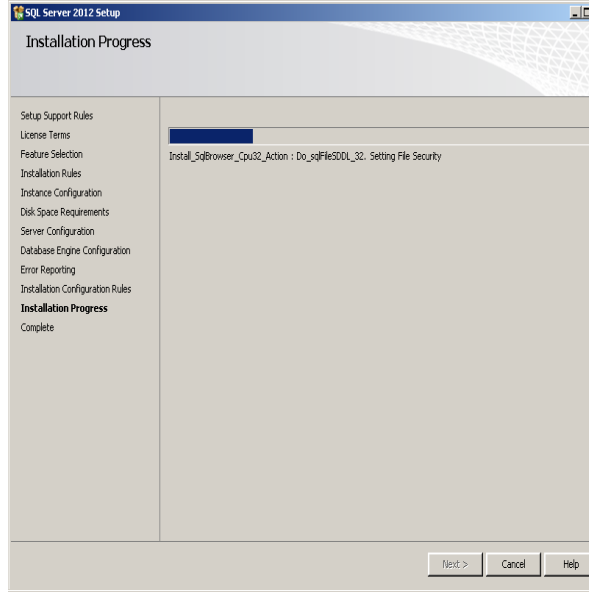 SQL Server 2012 Setup
Installation Progress
Setup Support Rules
License Terms
Feature Selection
Installation Rules
Instance Configuration
Disk Space Requirements
Server Configuration
Database Engine Configuration
Error Reporting
Installation Configuration Rules
Installation Progress
Complete
Install_SqlBrowser_Cpu32_Action : Do_sqlFileSDDL_32. Setting File Security
Next >
Cancel
Help